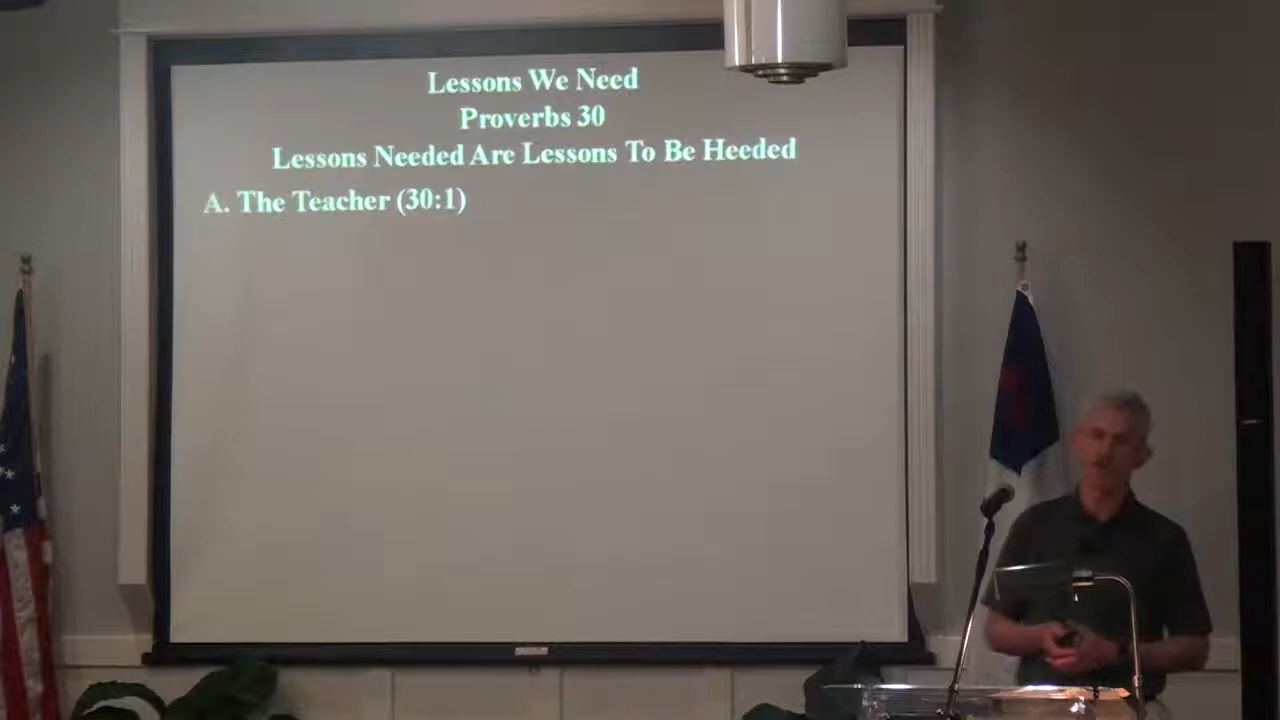 Lessons We Need
Proverbs 30
Lessons Needed Are Lessons To Be Heeded
A. The Teacher (30:1)